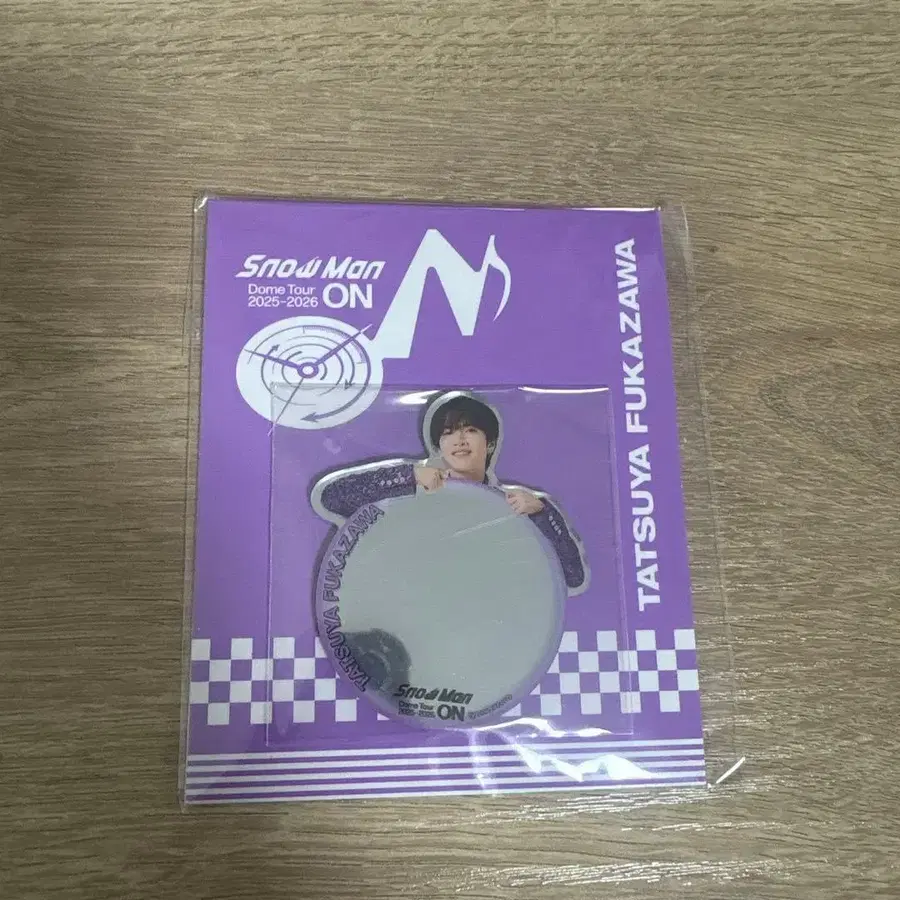 Snow Man
Dome Tour
2025-2026 ON
TATSUYA FUKAZAWA
TATSUYA FUKAZAWA
Snow Man
Dome Tour
2025-2026 ON